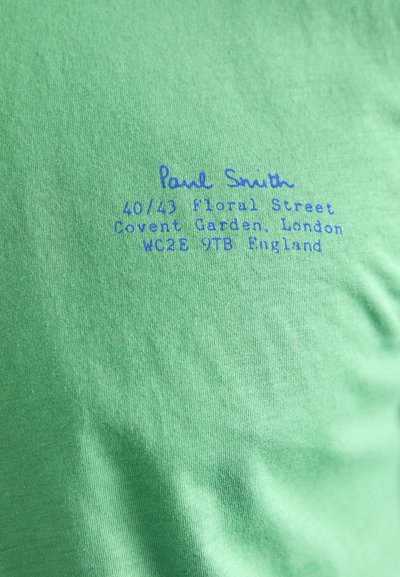 Paul Smith
40/43 Floral Street
Covent Garden, London
WC2E 9TB England